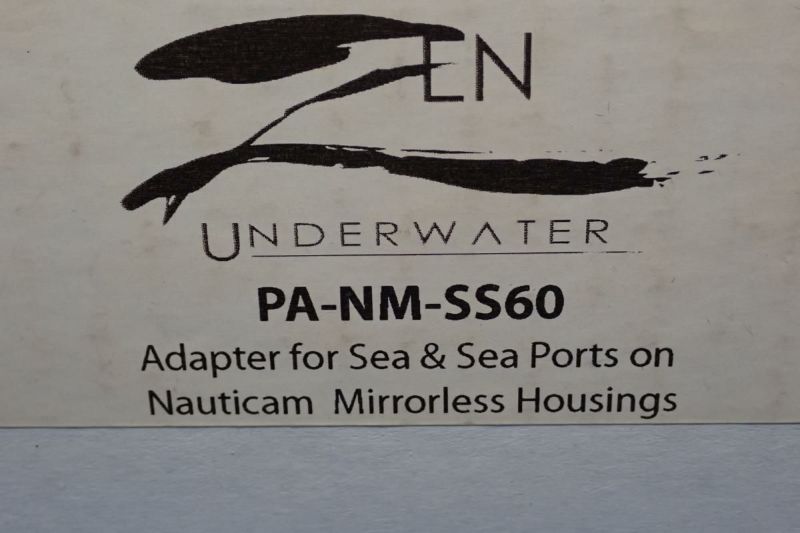 ZEN
UNDERWATER
PA-NM-SS60
Adapter for Sea & Sea Ports on
Nauticam Mirrorless Housings